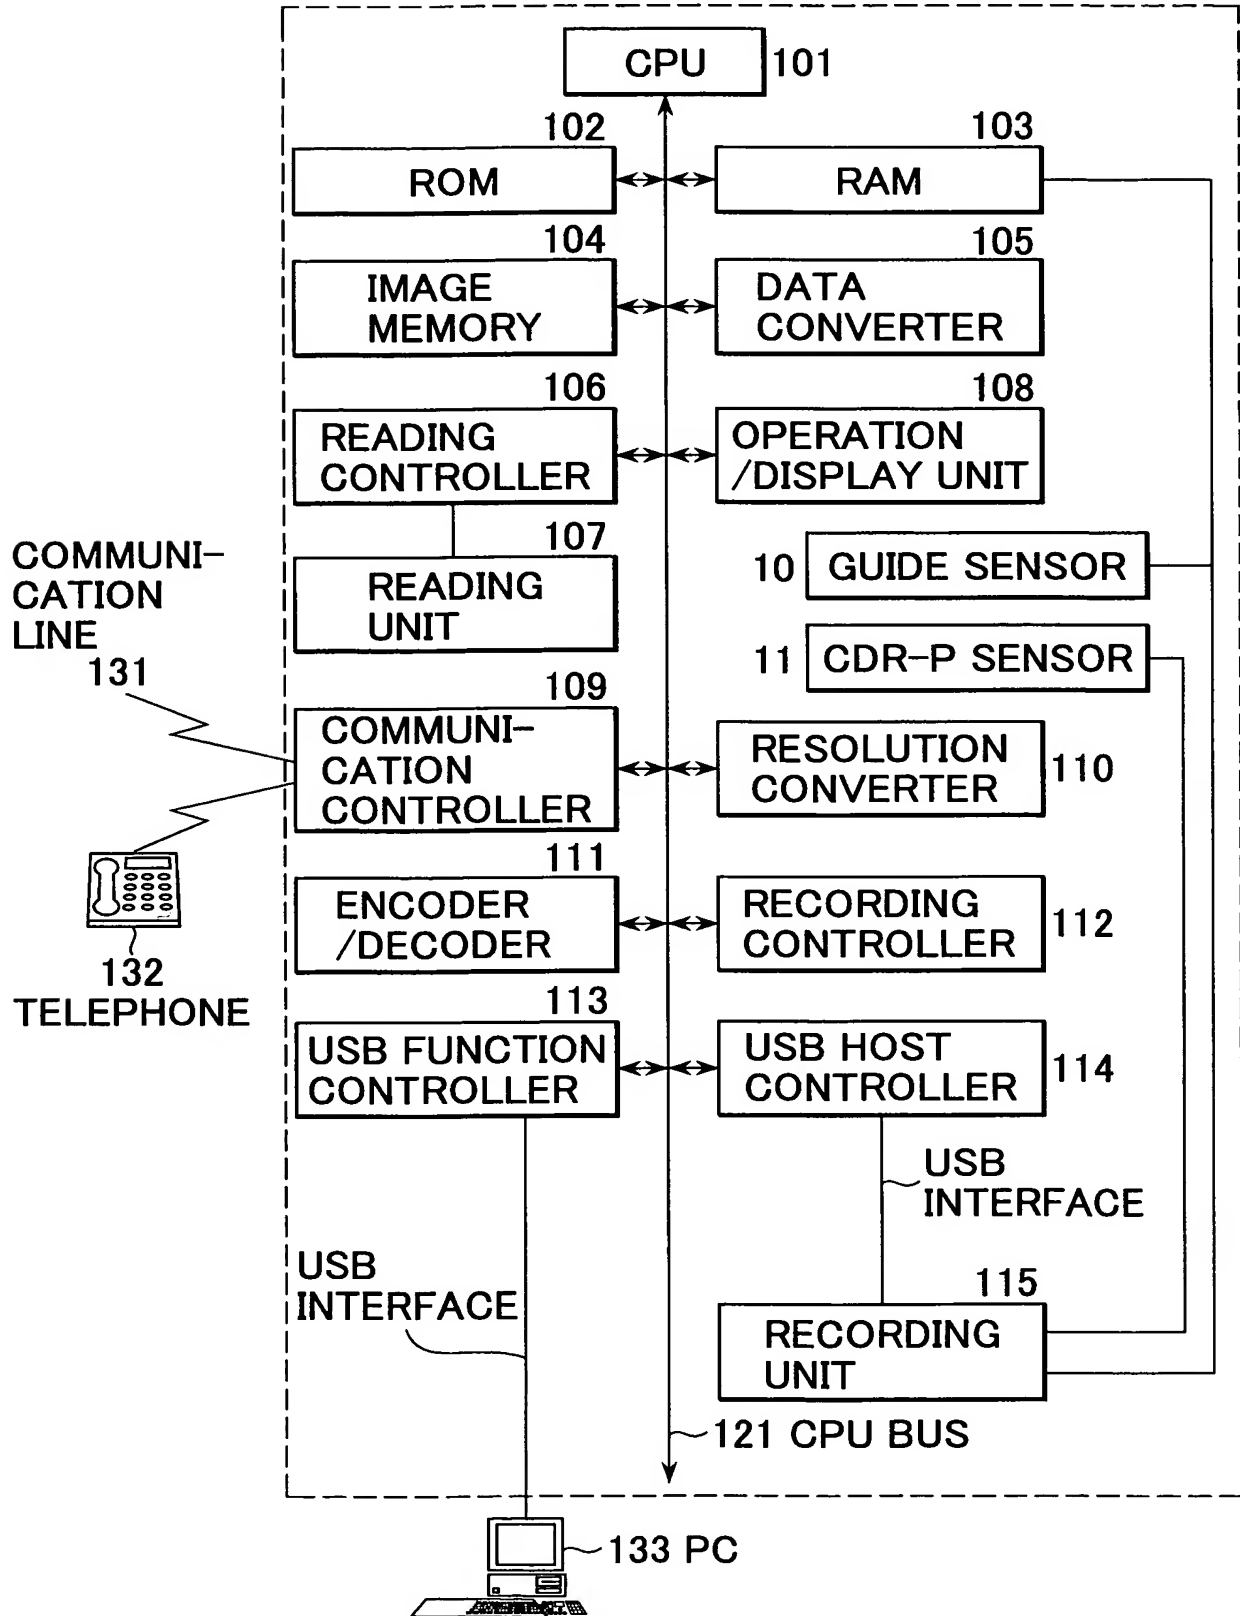 CPU
101
102
ROM
103
RAM
104
IMAGE
MEMORY
105
DATA
CONVERTER
106
READING
CONTROLLER
108
OPERATION
/DISPLAY UNIT
107
READING
UNIT
10
GUIDE SENSOR
11
CDR-P SENSOR
COMMUNI-
CATION
LINE
131
109
COMMUNI-
CATION
CONTROLLER
RESOLUTION
CONVERTER
110
132
TELEPHONE
111
ENCODER
/DECODER
RECORDING
CONTROLLER
112
113
USB FUNCTION
CONTROLLER
USB HOST
CONTROLLER
114
USB
INTERFACE
USB
INTERFACE
115
RECORDING
UNIT
121 CPU BUS
133 PC